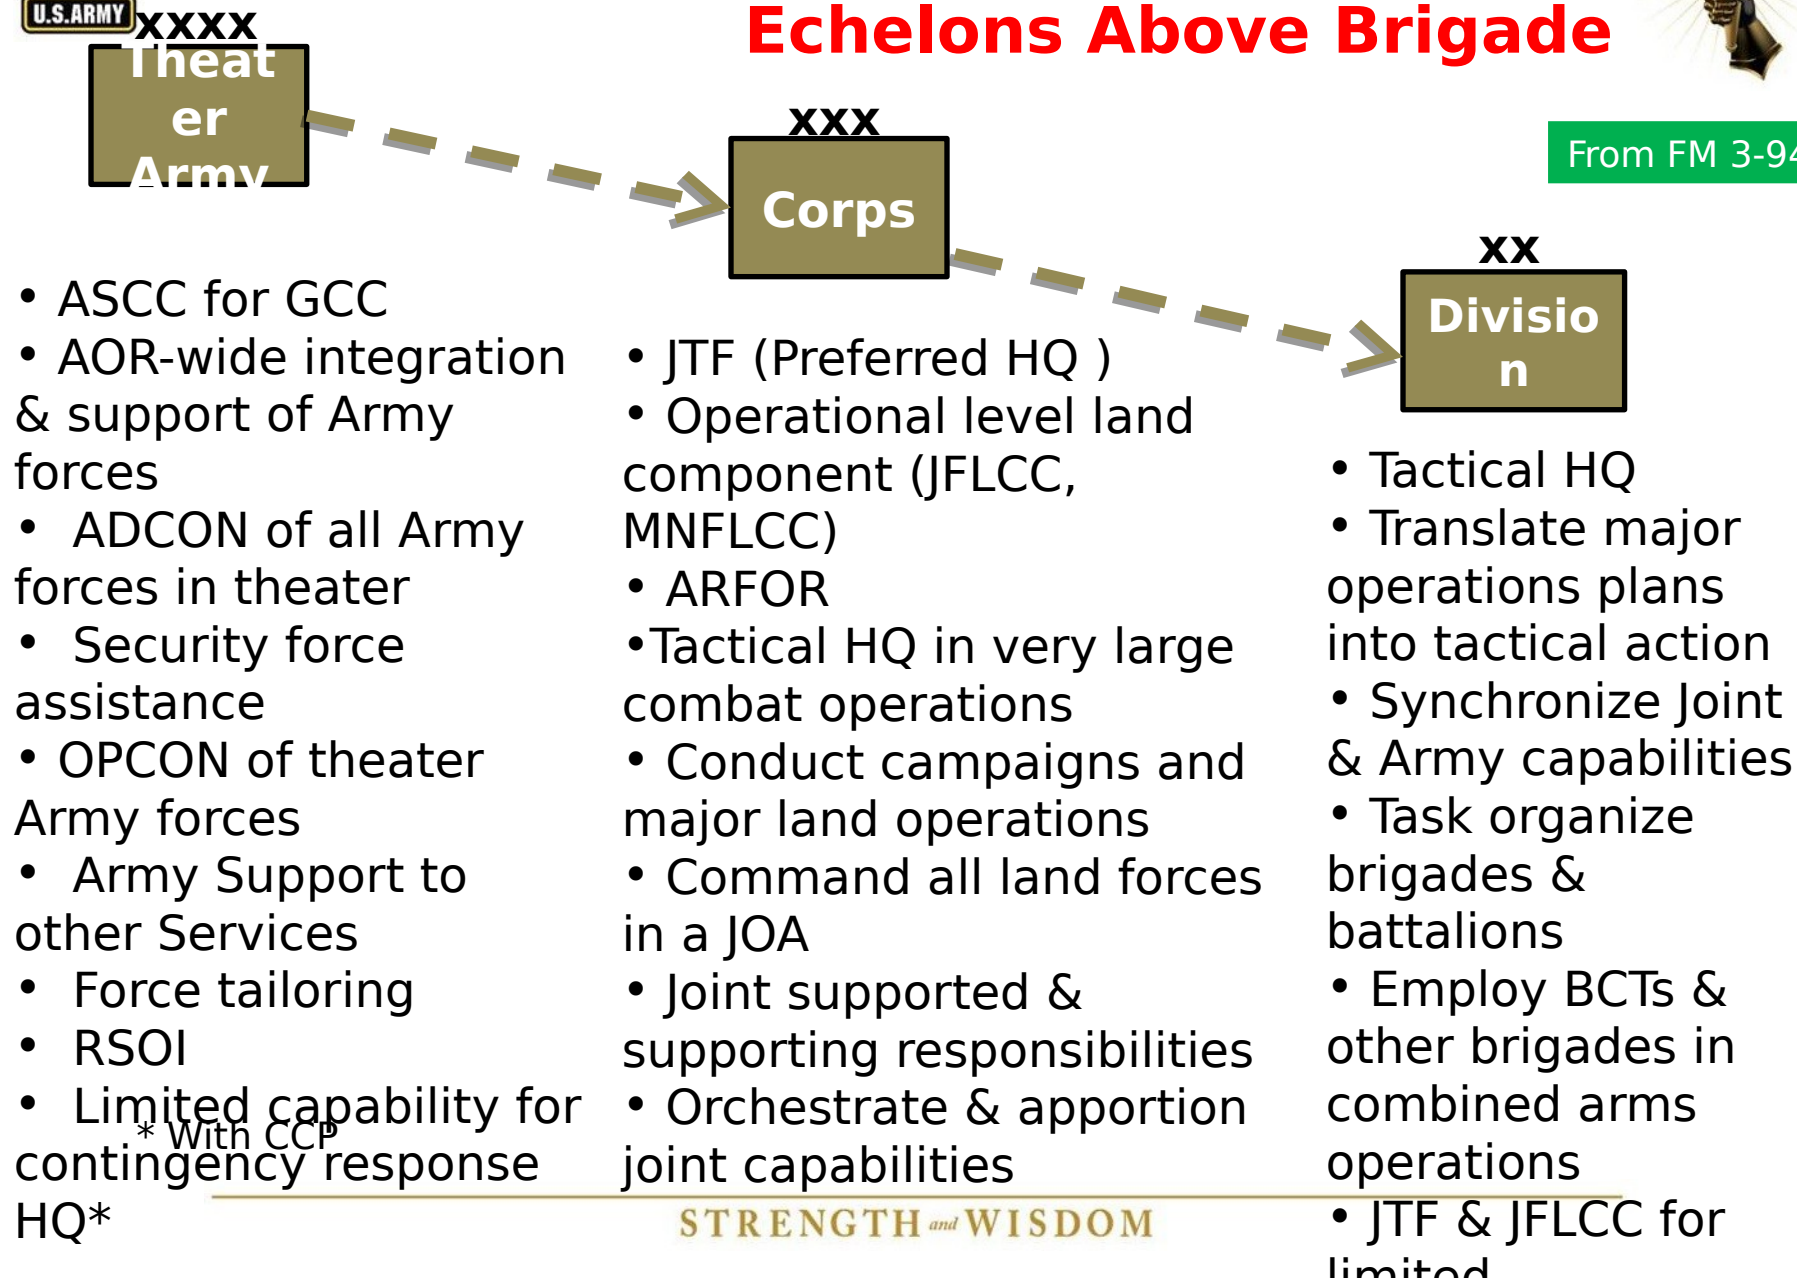 U.S.ARMY
xxxx
Echelons Above Brigade
Theat
er
Army
xxx
Corps
From FM 3-94
xx
Divisio
n
• ASCC for GCC
• AOR-wide integration
& support of Army
forces
• ADCON of all Army
forces in theater
• Security force
assistance
• OPCON of theater
Army forces
• Army Support to
other Services
• Force tailoring
• RSOI
• Limited capability for
contingency response
HQ*
* With CCP
• JTF (Preferred HQ )
• Operational level land
component (JFLCC,
MNFLCC)
• ARFOR
•Tactical HQ in very large
combat operations
• Conduct campaigns and
major land operations
• Command all land forces
in a JOA
• Joint supported &
supporting responsibilities
• Orchestrate & apportion
joint capabilities
• Tactical HQ
• Translate major
operations plans
into tactical action
• Synchronize Joint
& Army capabilities
• Task organize
brigades &
battalions
• Employ BCTs &
other brigades in
combined arms
operations
• JTF & JFLCC for
limited
STRENGTH and WISDOM